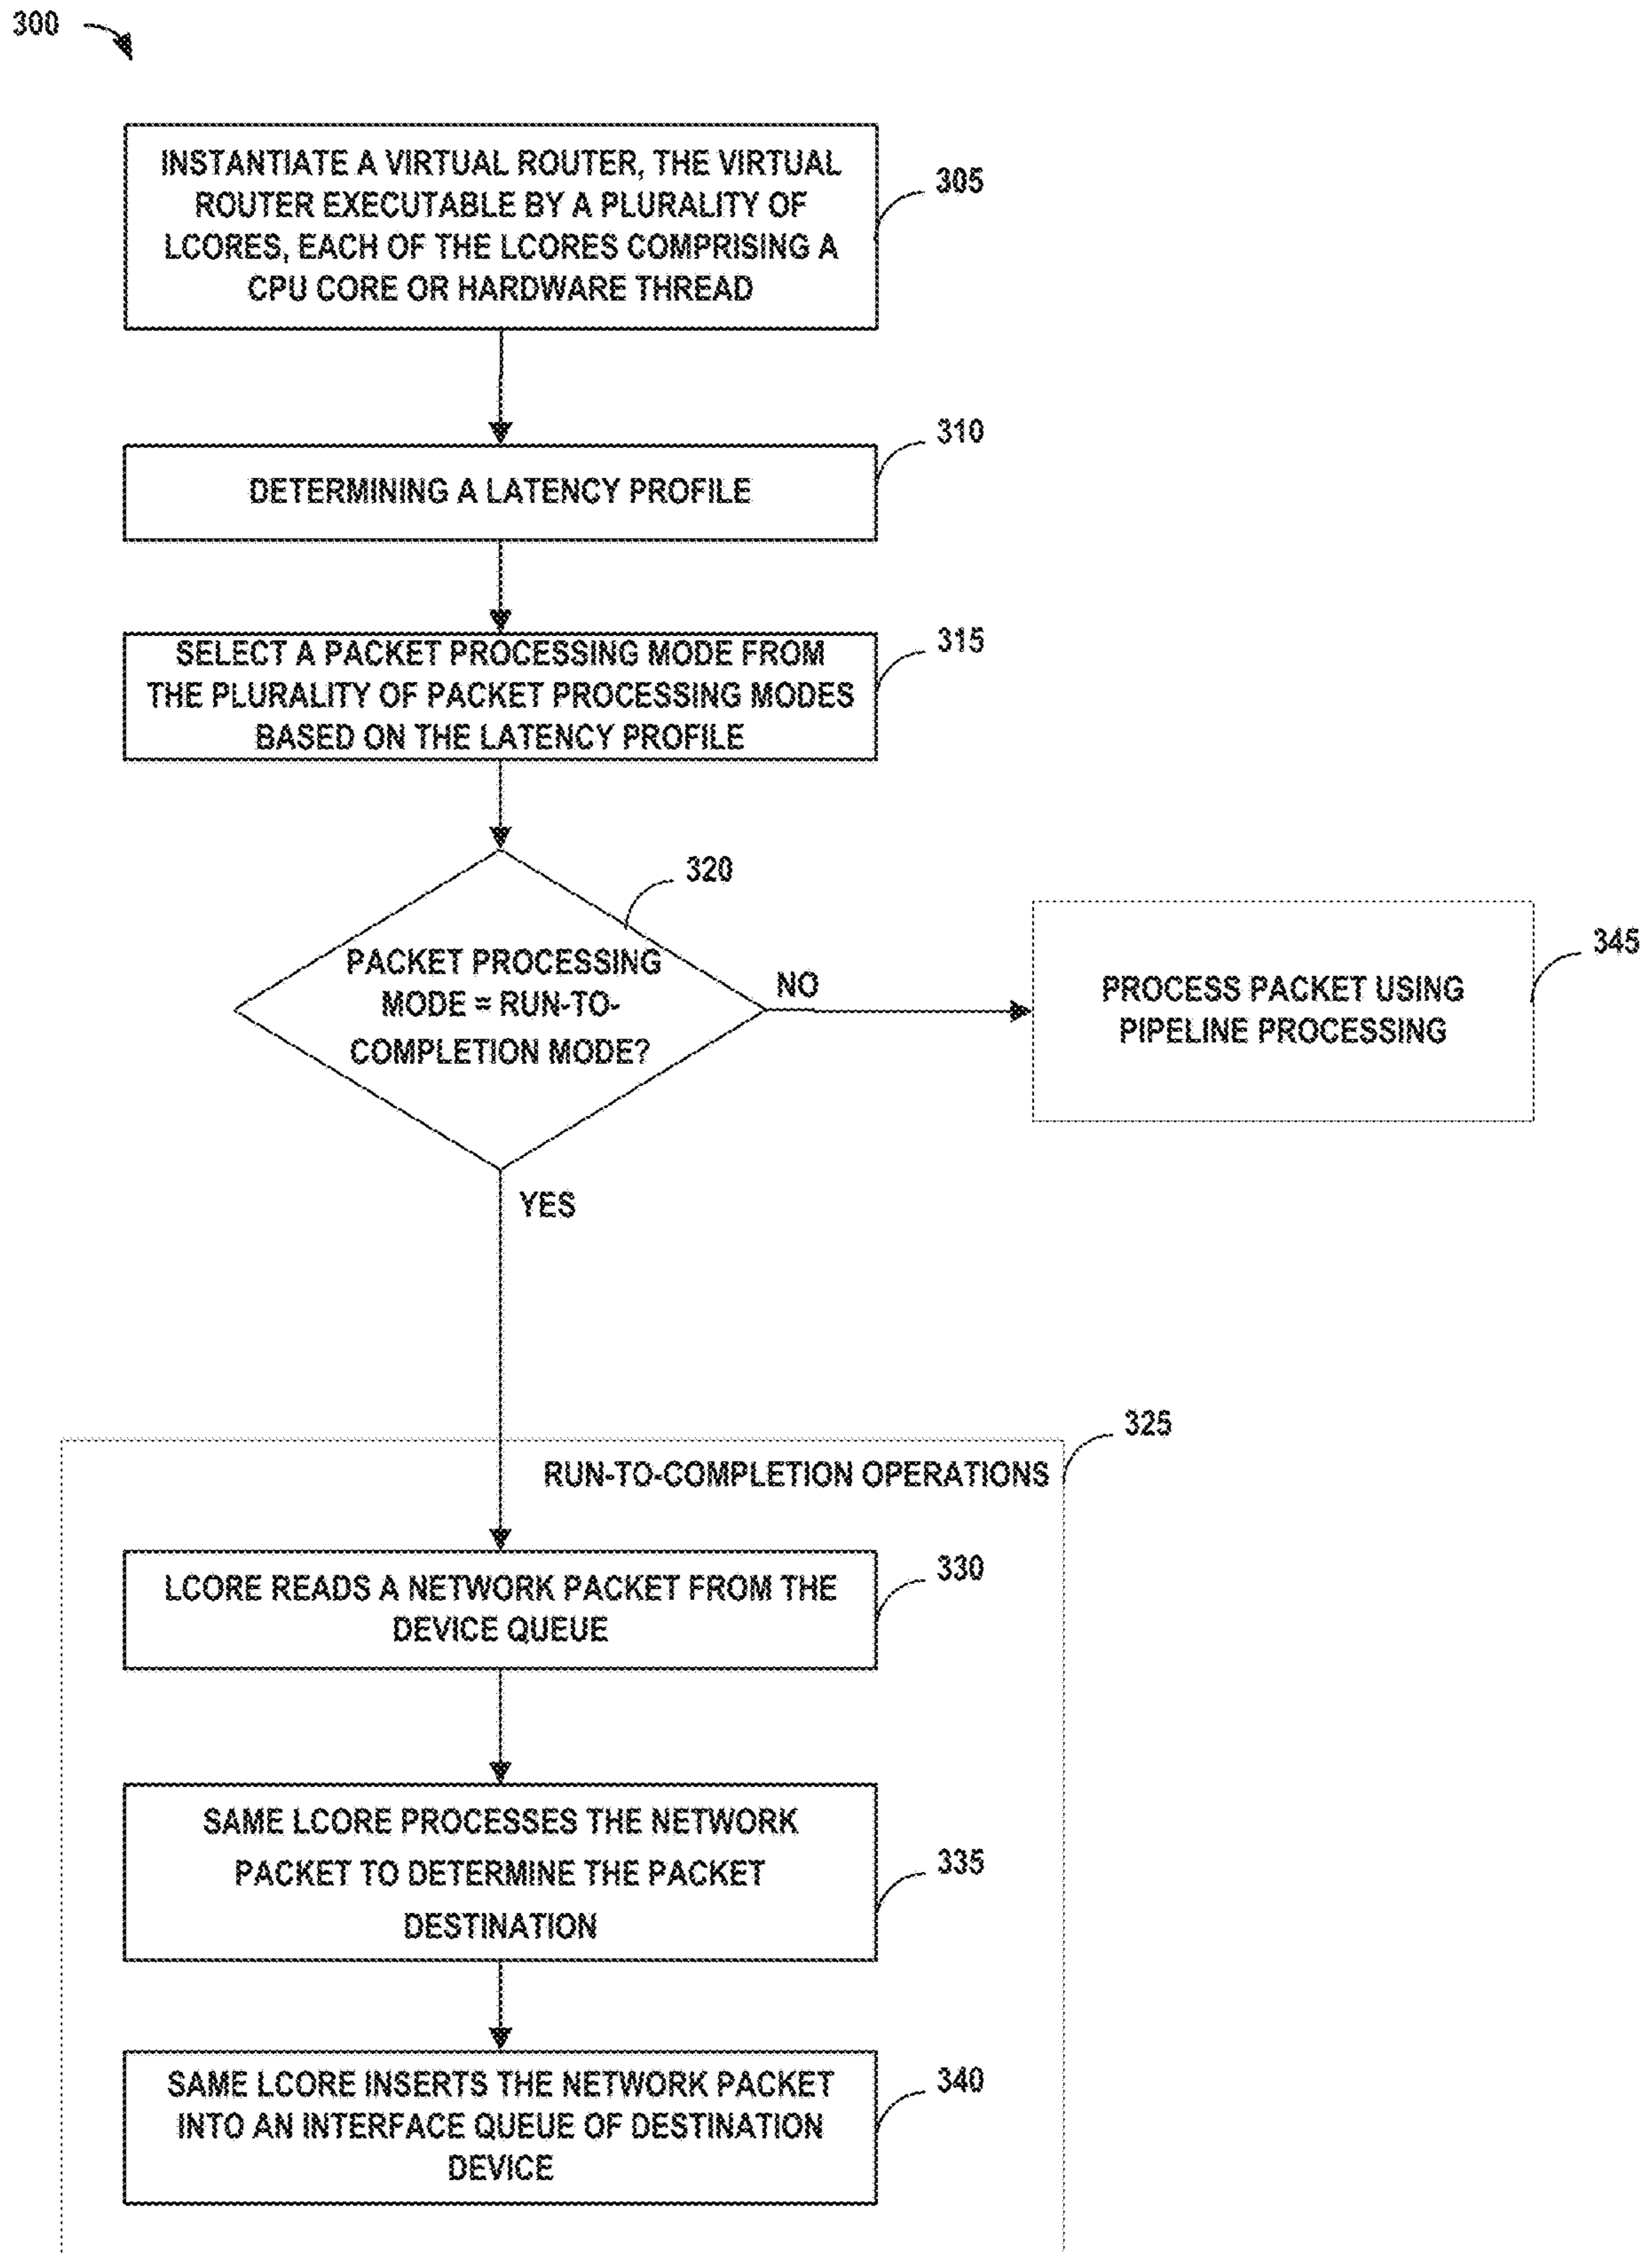 300
INSTANTIATE A VIRTUAL ROUTER, THE VIRTUAL
ROUTER EXECUTABLE BY A PLURALITY OF
LCORES, EACH OF THE LCORES COMPRISING A
CPU CORE OR HARDWARE THREAD
305
DETERMINING A LATENCY PROFILE
310
SELECT A PACKET PROCESSING MODE FROM
THE PLURALITY OF PACKET PROCESSING MODES
BASED ON THE LATENCY PROFILE
315
PACKET PROCESSING
MODE = RUN-TO-
COMPLETION MODE?
320
NO
PROCESS PACKET USING
PIPELINE PROCESSING
345
YES
325
RUN-TO-COMPLETION OPERATIONS
LCORE READS A NETWORK PACKET FROM THE
DEVICE QUEUE
330
SAME LCORE PROCESSES THE NETWORK
PACKET TO DETERMINE THE PACKET
DESTINATION
335
SAME LCORE INSERTS THE NETWORK PACKET
INTO AN INTERFACE QUEUE OF DESTINATION
DEVICE
340